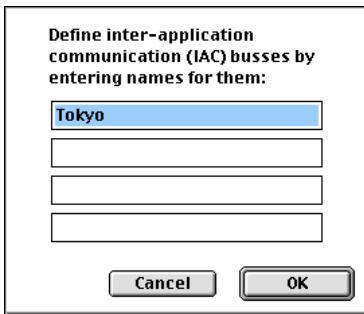 Define inter-application
communication (IAC) busses by
entering names for them:
Tokyo
Cancel OK